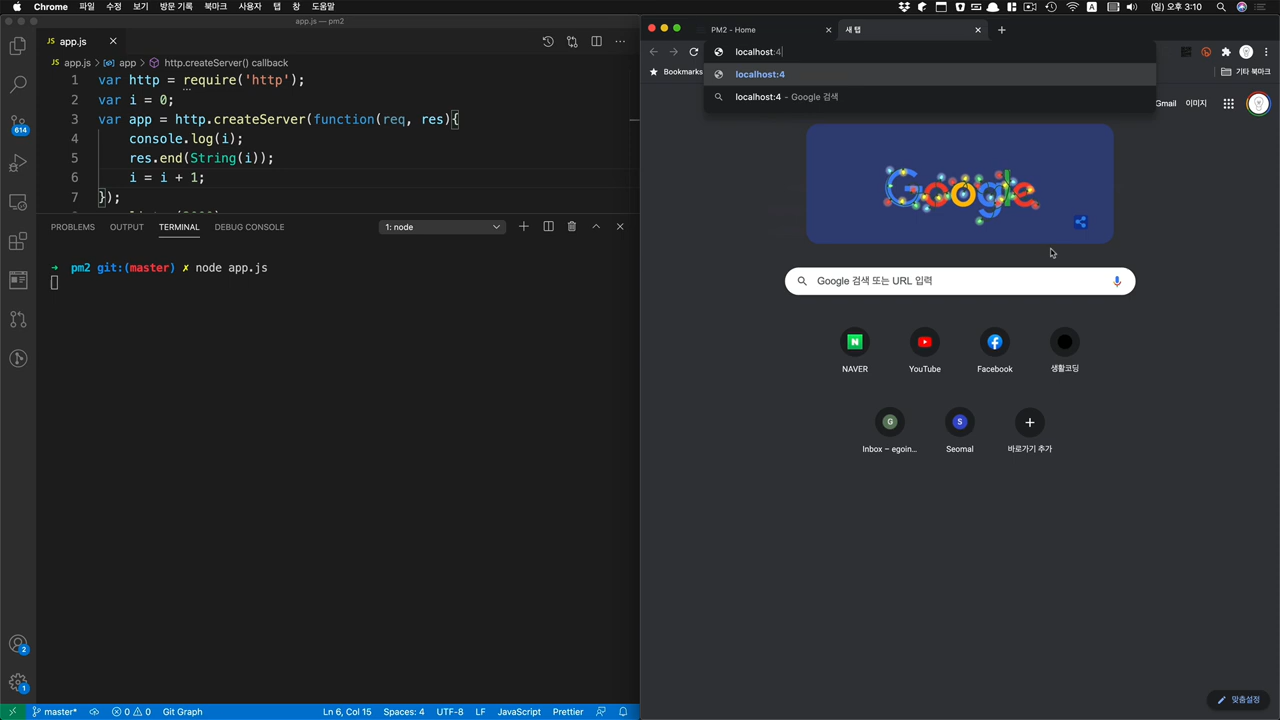 Chrome 파일 수정 보기 방문 기록 북마크 사용자 탭 창 도움말
(일) 오후 3:10
app.js — pm2
app.js
app.js > app > http.createServer() callback
1 var http = require('http');
2 var i = 0;
3 var app = http.createServer(function(req, res){
4 console.log(i);
5 res.end(String(i));
6 i = i + 1;
7 });
PROBLEMS OUTPUT TERMINAL DEBUG CONSOLE
1: node
➜ pm2 git:(master) ✗ node app.js
614
2
1
master* 0 0 Git Graph
Ln 6, Col 15 Spaces: 4 UTF-8 LF JavaScript Prettier
PM2 - Home
새 탭
localhost:4
localhost:4
localhost:4 – Google 검색
Bookmarks
기타 북마크
Gmail 이미지
Google
Google 검색 또는 URL 입력
NAVER YouTube Facebook 생활코딩
G S
Inbox – egoin... Seomal 바로가기 추가
맞춤설정